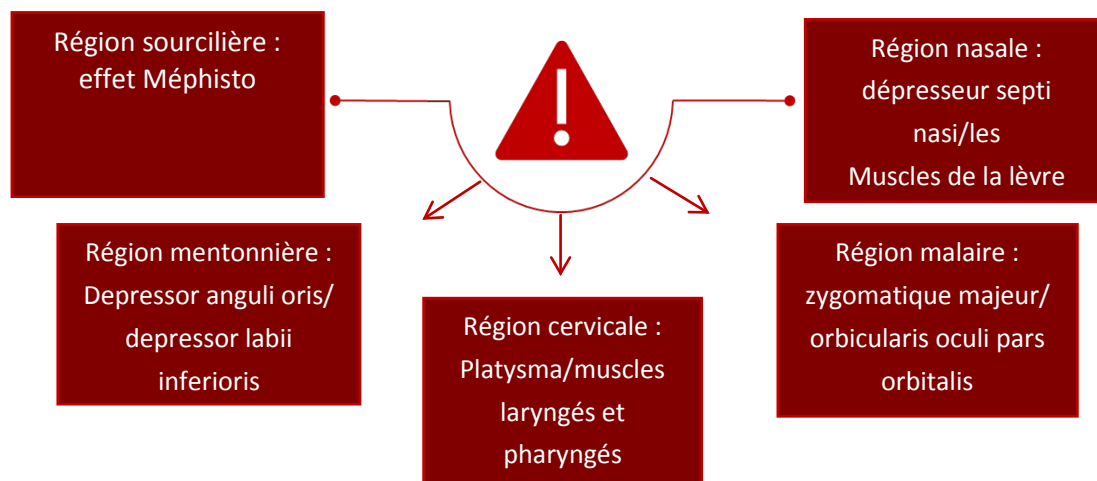 Région sourcilière :
effet Méphisto
Région nasale :
dépresseur septi
nasi/les
Muscles de la lèvre
Région mentonnière :
Depressor anguli oris/
depressor labii
inferioris
Région cervicale :
Platysma/muscles
laryngés et
pharyngés
Région malaire :
zygomatique majeur/
orbicularis oculi pars
orbitalis